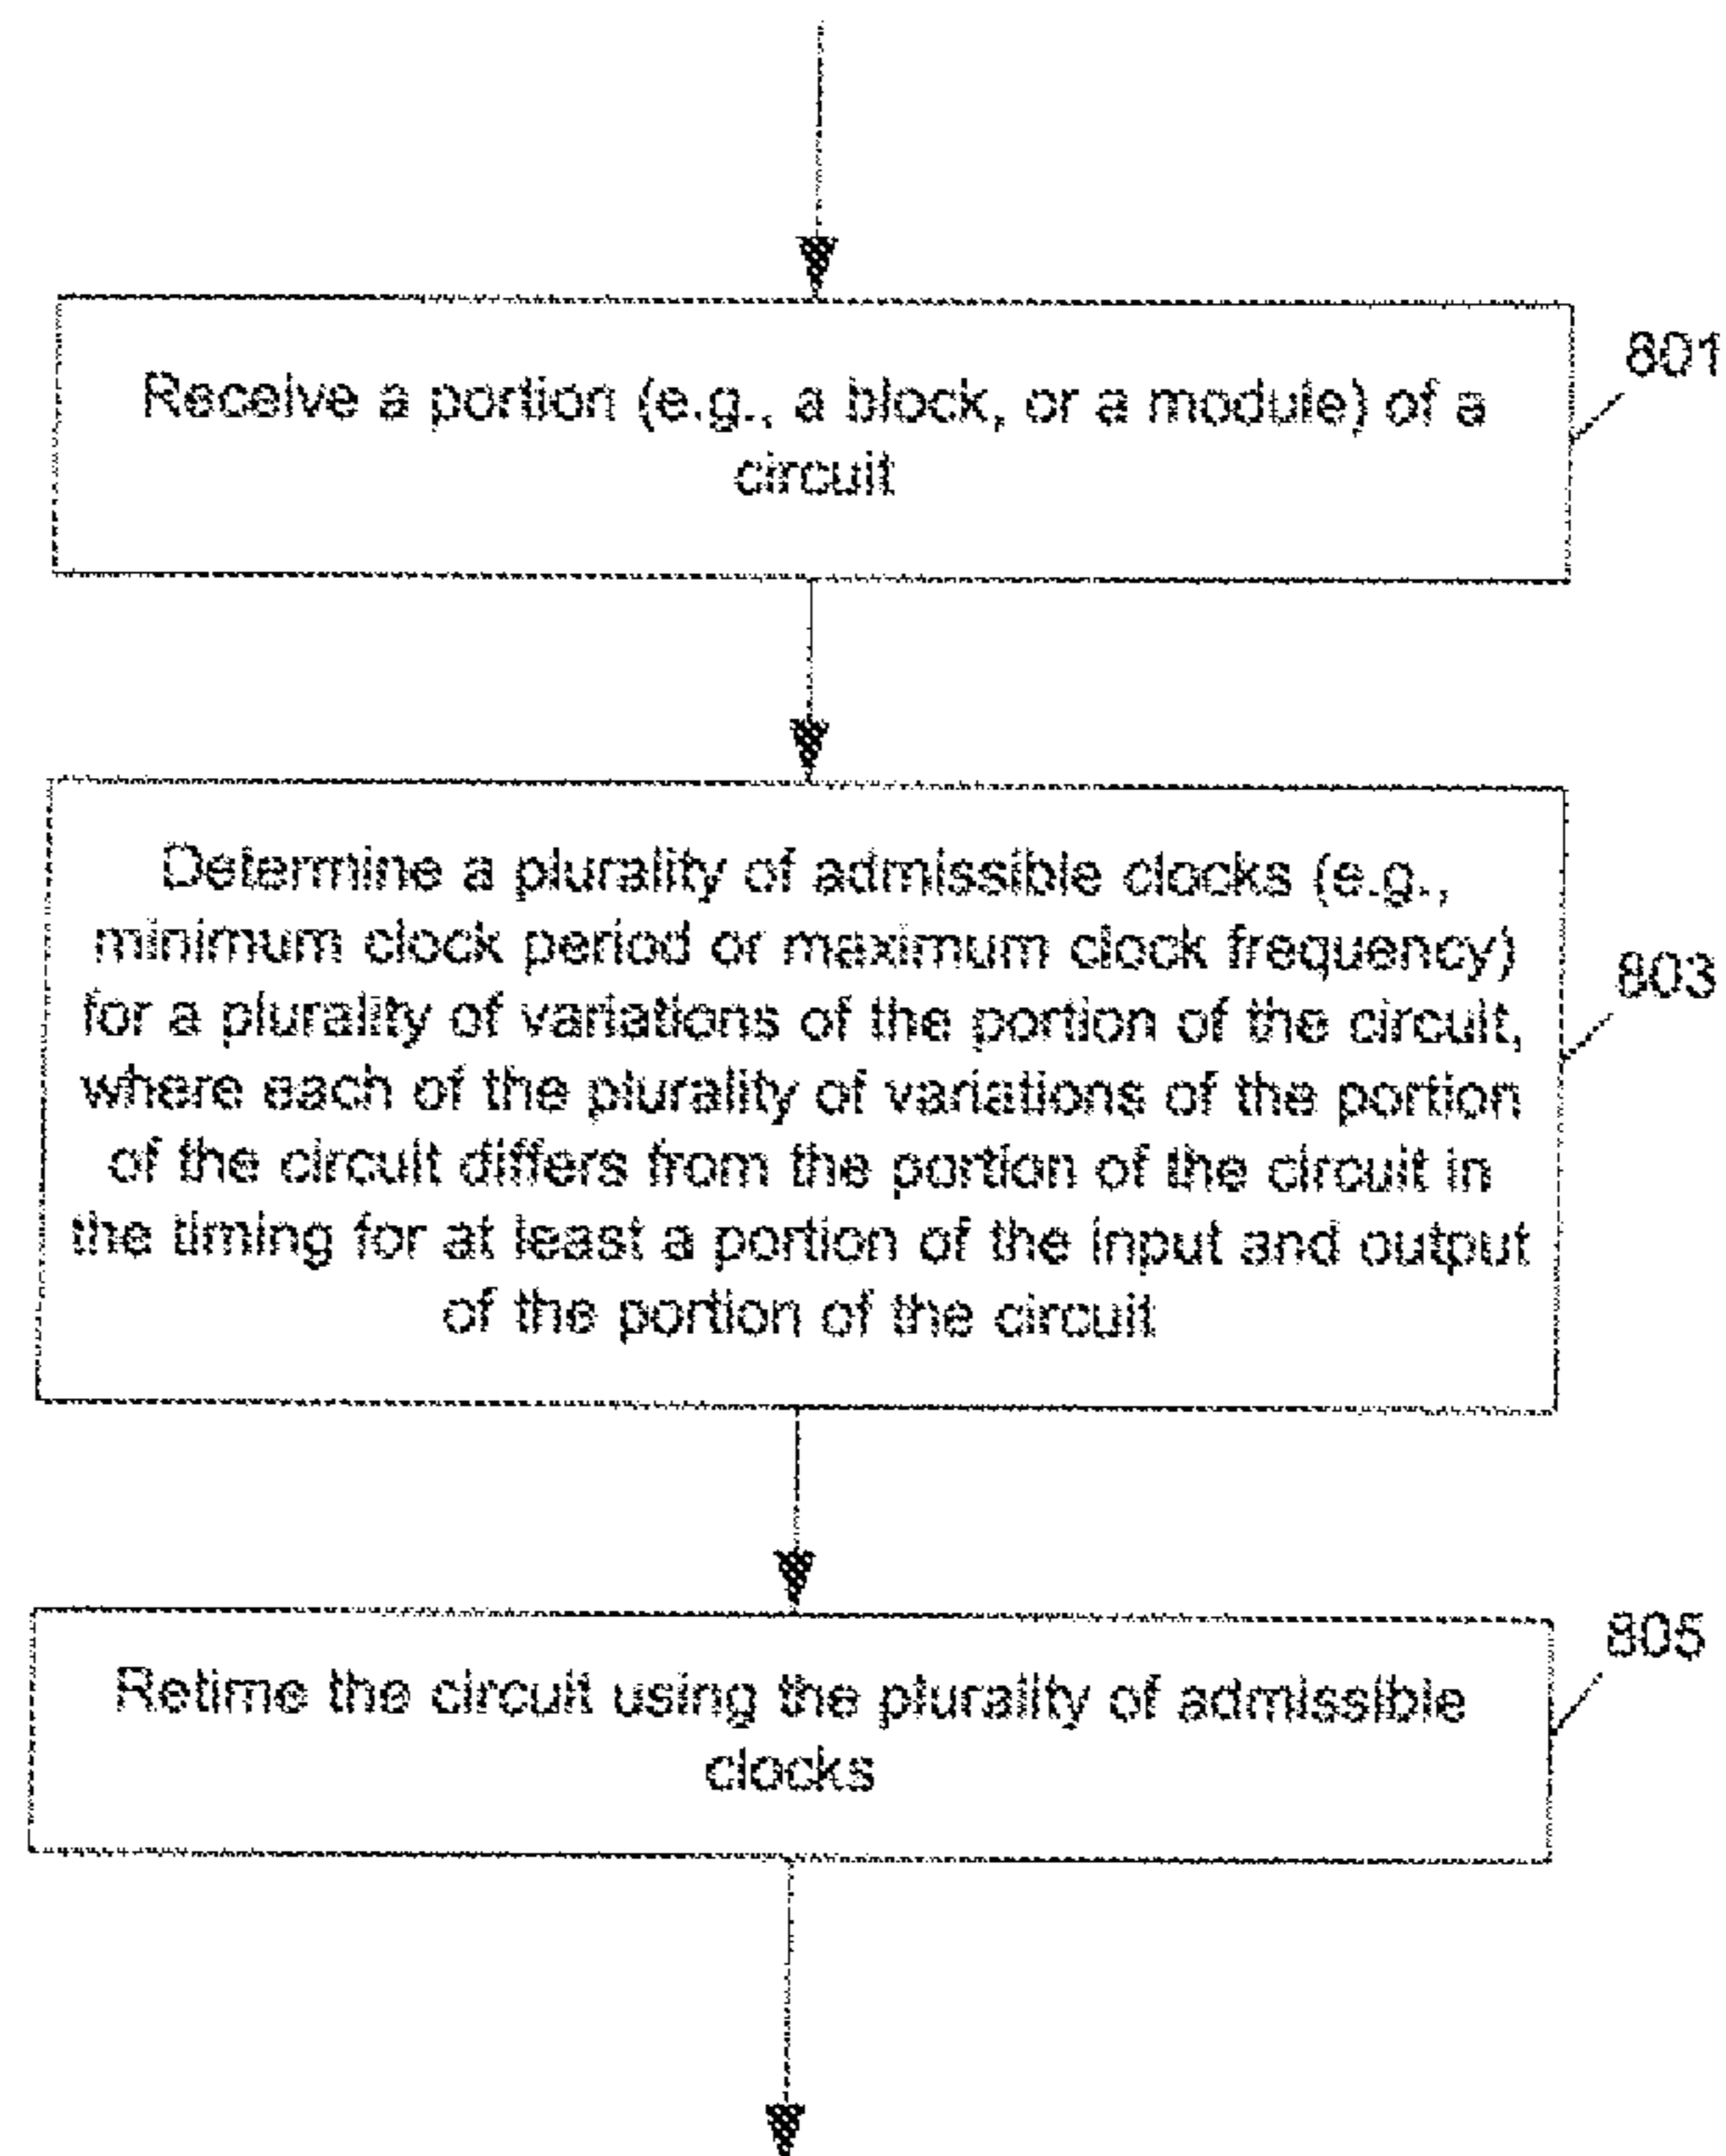 Receive a portion (e.g., a block, or a module) of a
circuit
801
Determine a plurality of admissible clocks (e.g.,
minimum clock period or maximum clock frequency)
for a plurality of variations of the portion of the circuit,
where each of the plurality of variations of the portion
of the circuit differs from the portion of the circuit in
the timing for at least a portion of the input and output
of the portion of the circuit
803
Retime the circuit using the plurality of admissible
clocks
805